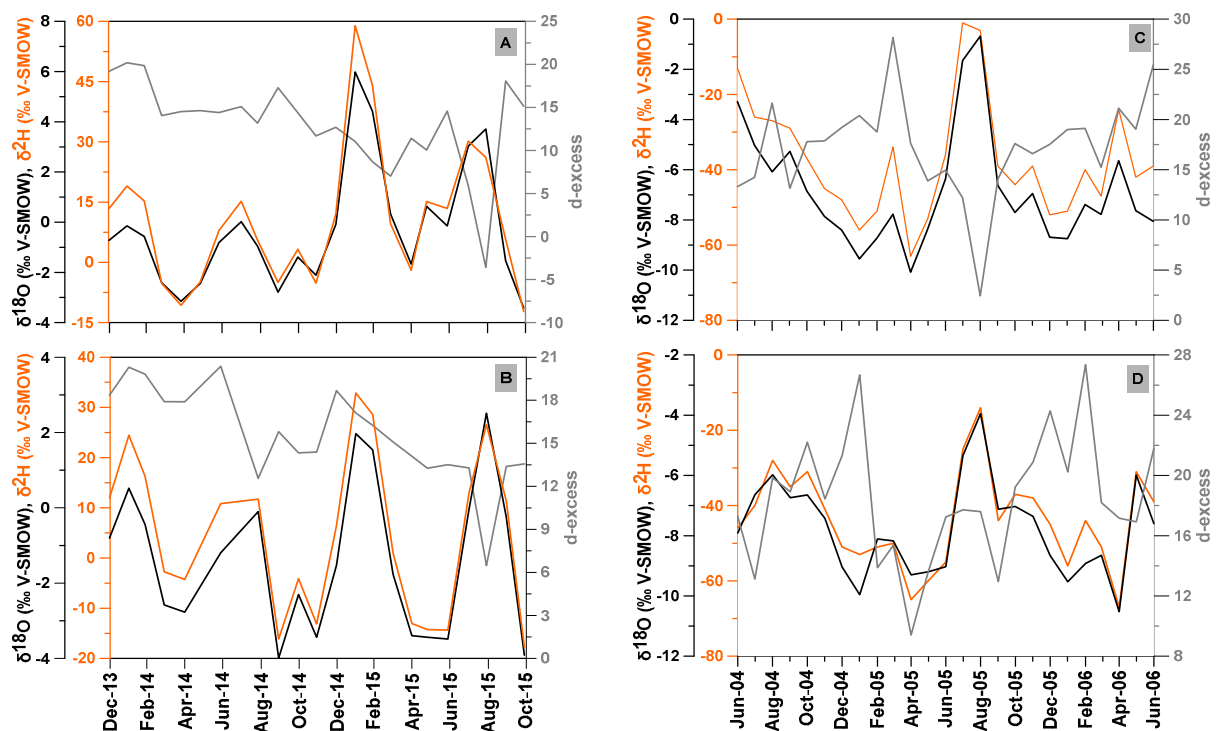 8
6
4
2
0
-2
-4
δ18O (‰ V-SMOW), δ2H (‰ V-SMOW)
60
45
30
15
0
-15
A
25
20
15
10
5
0
-5
-10
d-excess
0
-2
-4
-6
-8
-10
-12
δ18O (‰ V-SMOW), δ2H (‰ V-SMOW)
0
-20
-40
-60
-80
C
30
25
20
15
10
5
0
d-excess
4
2
0
-2
-4
δ18O (‰ V-SMOW), δ2H (‰ V-SMOW)
40
30
20
10
0
-10
-20
B
21
18
15
12
9
6
3
0
d-excess
Dec-13
Feb-14
Apr-14
Jun-14
Aug-14
Oct-14
Dec-14
Feb-15
Apr-15
Jun-15
Aug-15
Oct-15
-2
-4
-6
-8
-10
-12
δ18O (‰ V-SMOW), δ2H (‰ V-SMOW)
0
-20
-40
-60
-80
D
28
24
20
16
12
8
d-excess
Jun-04
Aug-04
Oct-04
Dec-04
Feb-05
Apr-05
Jun-05
Aug-05
Oct-05
Dec-05
Feb-06
Apr-06
Jun-06